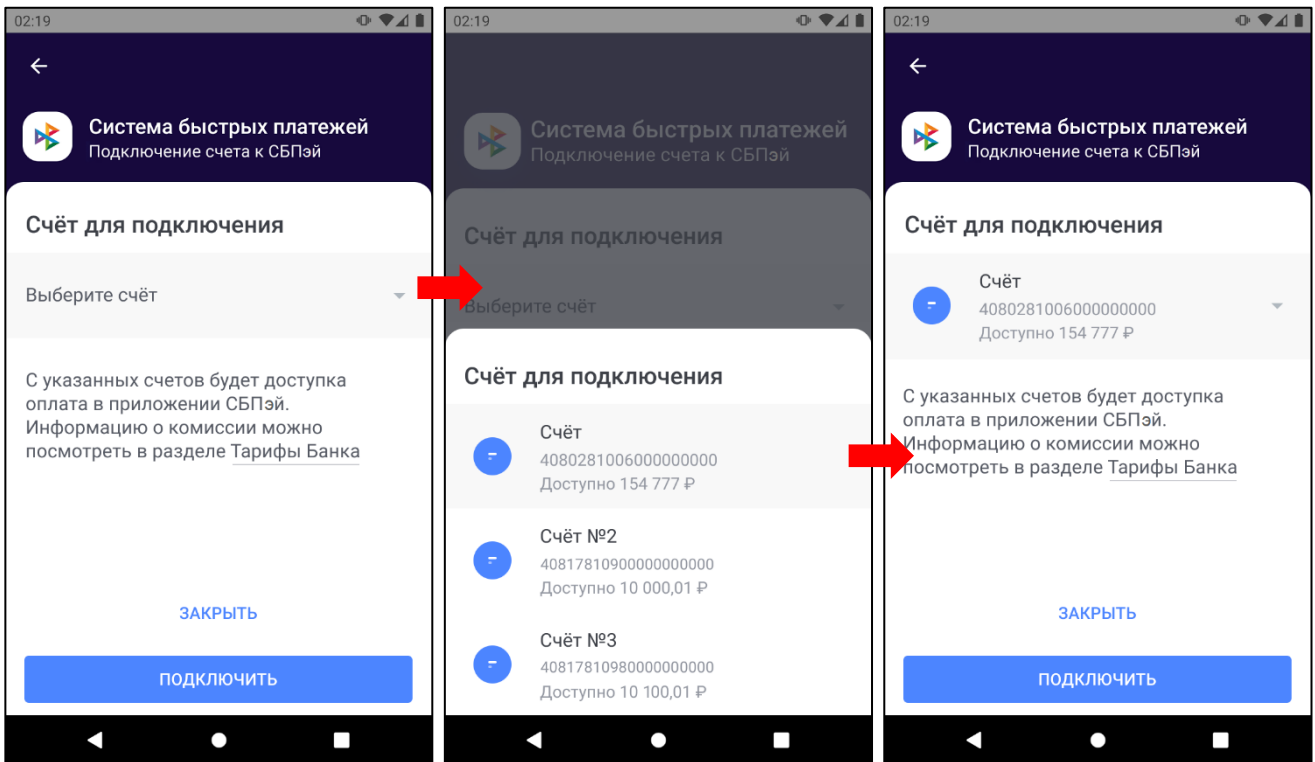 02:19
Система быстрых платежей
Подключение счета к СБПэй
Счёт для подключения
Выберите счёт
С указанных счетов будет доступка
оплата в приложении СБПэй.
Информацию о комиссии можно
посмотреть в разделе Тарифы Банка
ЗАКРЫТЬ
ПОДКЛЮЧИТЬ
02:19
Система быстрых платежей
Подключение счета к СБПэй
Счёт для подключения
Выберите счёт
Счёт для подключения
Счёт
4080281006000000000
Доступно 154 777 ₽
Счёт №2
40817810900000000000
Доступно 10 000,01 ₽
Счёт №3
40817810980000000000
Доступно 10 100,01 ₽
02:19
Система быстрых платежей
Подключение счета к СБПэй
Счёт для подключения
Счёт
4080281006000000000
Доступно 154 777 ₽
С указанных счетов будет доступка
оплата в приложении СБПэй.
Информацию о комиссии можно
посмотреть в разделе Тарифы Банка
ЗАКРЫТЬ
ПОДКЛЮЧИТЬ